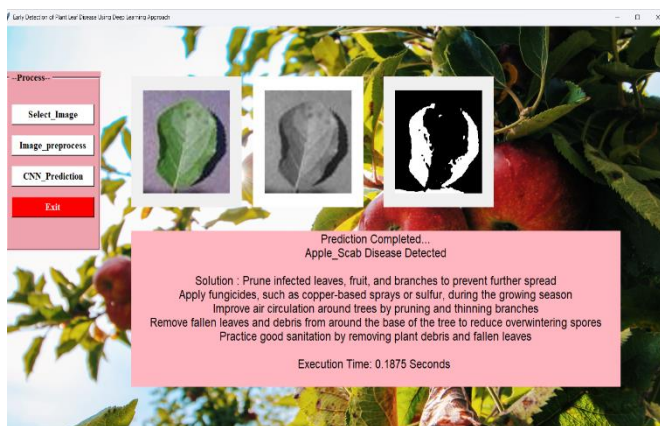 Early Detection of Plant Leaf Disease Using Deep Learning Approach
--Process--
Select_Image
Image_preprocess
CNN_Prediction
Exit
Prediction Completed...
Apple_Scab Disease Detected
Solution : Prune infected leaves, fruit, and branches to prevent further spread
Apply fungicides, such as copper-based sprays or sulfur, during the growing season
Improve air circulation around trees by pruning and thinning branches
Remove fallen leaves and debris from around the base of the tree to reduce overwintering spores
Practice good sanitation by removing plant debris and fallen leaves
Execution Time: 0.1875 Seconds